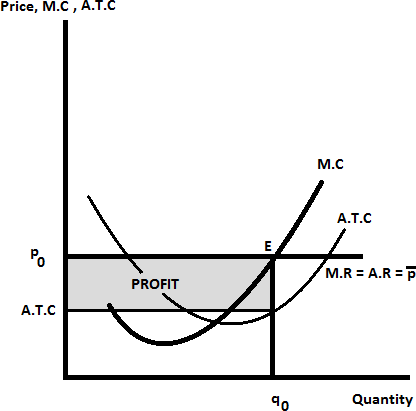 Price, M.C , A.T.C
M.C
A.T.C
E
p0
M.R = A.R = p̅
PROFIT
A.T.C
q0
Quantity